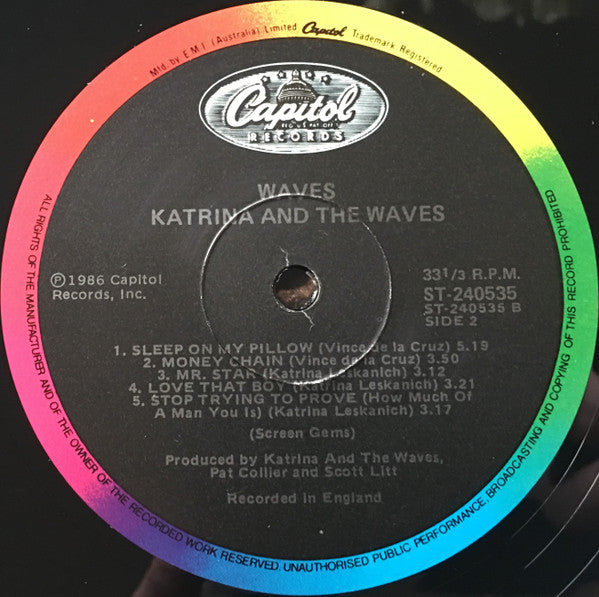 Mfd. by E.M.I. (Australia) Limited Capitol Trademark Registered
Capitol
REG. U.S. PAT. OFF.
RECORDS
WAVES
KATRINA AND THE WAVES
℗1986 Capitol
Records, Inc.
33 1/3 R.P.M.
ST-240535
ST-240535 B
SIDE 2
1. SLEEP ON MY PILLOW (Vince de la Cruz) 5.19
2. MONEY CHAIN (Vince de la Cruz) 3.50
3. MR. STAR (Katrina Leskanich) 3.12
4. LOVE THAT BOY (Katrina Leskanich) 3.21
5. STOP TRYING TO PROVE (How Much Of
A Man You Is) (Katrina Leskanich) 3.17
(Screen Gems)
Produced by Katrina And The Waves,
Pat Collier and Scott Litt
Recorded in England
ALL RIGHTS OF THE MANUFACTURER AND OF THE OWNER OF THE RECORDED WORK RESERVED. UNAUTHORISED PUBLIC PERFORMANCE, BROADCASTING AND COPYING OF THIS RECORD PROHIBITED